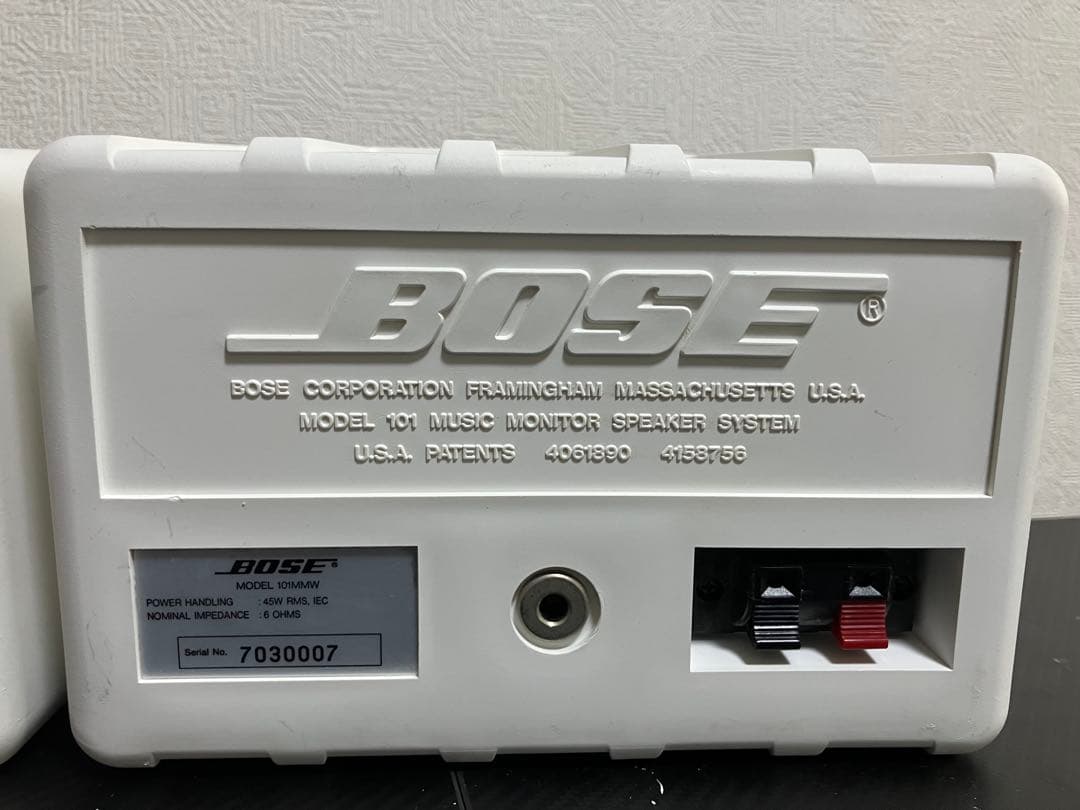 BOSE®
BOSE CORPORATION FRAMINGHAM MASSACHUSETTS U.S.A.
MODEL 101 MUSIC MONITOR SPEAKER SYSTEM
U.S.A. PATENTS 4061890 4158756
BOSE®
MODEL 101MMW
POWER HANDLING : 45W RMS, IEC
NOMINAL IMPEDANCE : 6 OHMS
Serial No. 7030007